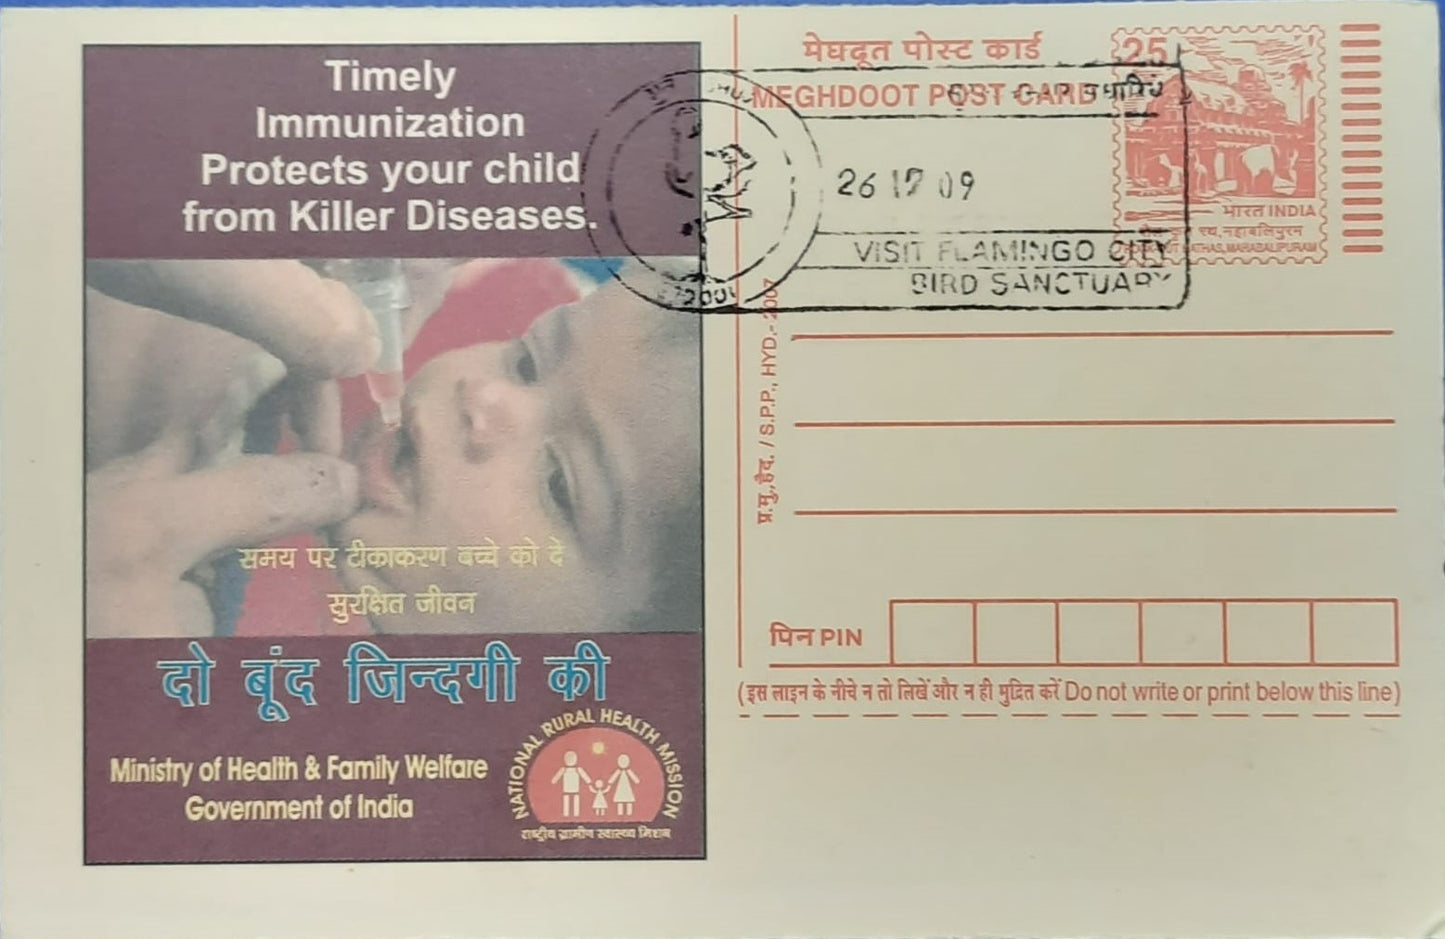 Timely
Immunization
Protects your child
from Killer Diseases.
समय पर टीकाकरण बच्चे को दे
सुरक्षित जीवन
दो बूंद जिन्दगी की
Ministry of Health & Family Welfare
Government of India
NATIONAL RURAL HEALTH MISSION
राष्ट्रीय ग्रामीण स्वास्थ्य मिशन
मेघदूत पोस्ट कार्ड
MEGHDOOT POST CARD
25
भारत INDIA
26 12 09
VISIT FLAMINGO CITY
BIRD SANCTUARY
प्र.मु.,हैद. / S.P.P., HYD.- 2007
पिन PIN
(इस लाइन के नीचे न तो लिखें और न ही मुद्रित करें Do not write or print below this line)